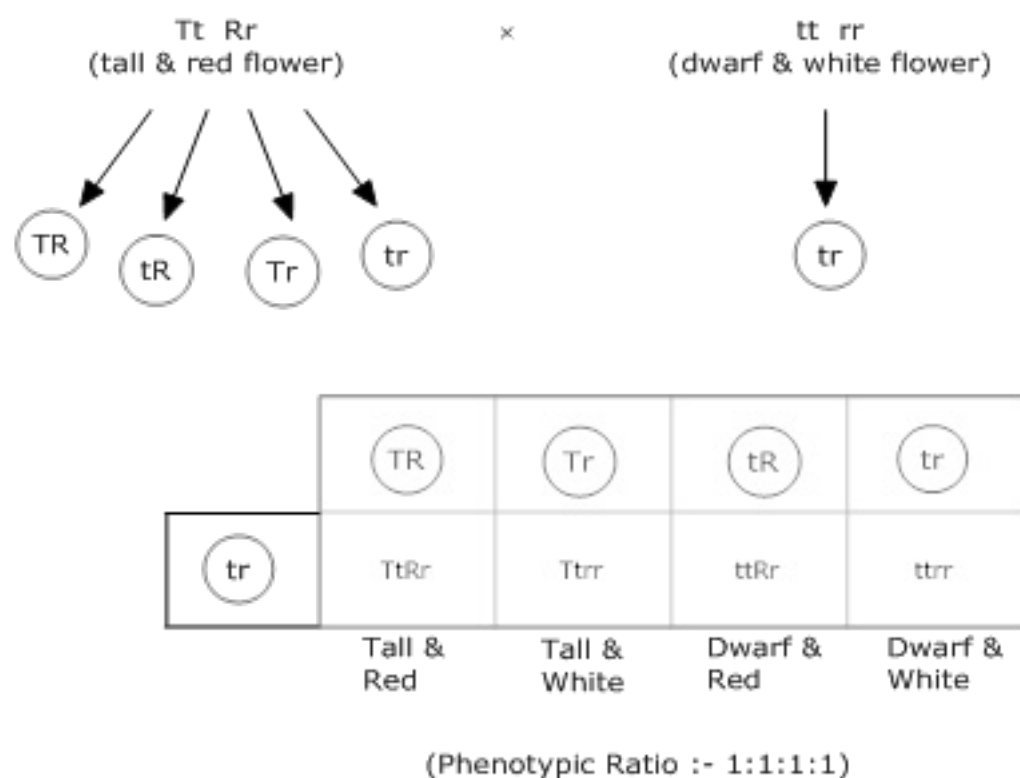 Tt Rr × tt rr
(tall & red flower) (dwarf & white flower)
TR tR Tr tr tr
TR Tr tR tr
tr TtRr Ttrr ttRr ttrr
Tall & Tall & Dwarf & Dwarf &
Red White Red White
(Phenotypic Ratio :- 1:1:1:1)